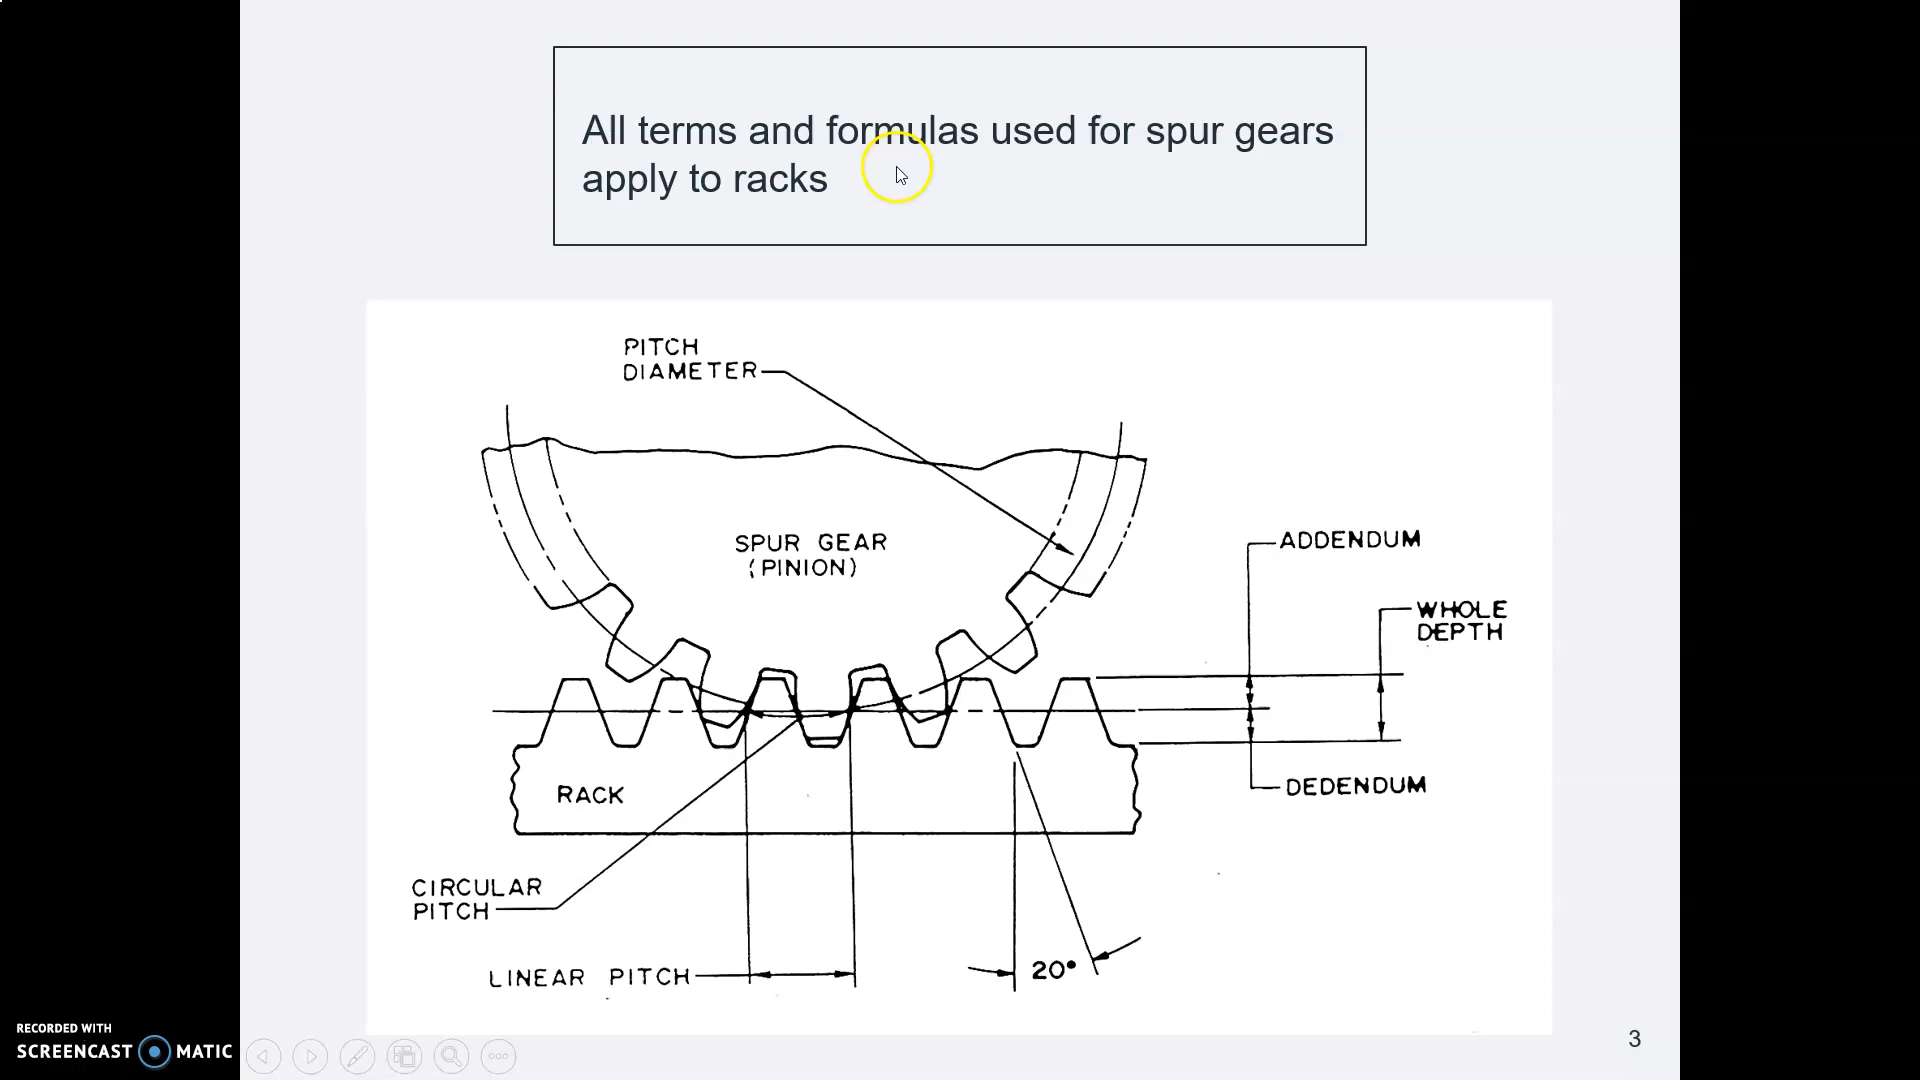 All terms and formulas used for spur gears
apply to racks
PITCH
DIAMETER
SPUR GEAR
(PINION)
ADDENDUM
WHOLE
DEPTH
RACK
DEDENDUM
CIRCULAR
PITCH
LINEAR PITCH
20°
3
RECORDED WITH
SCREENCAST MATIC